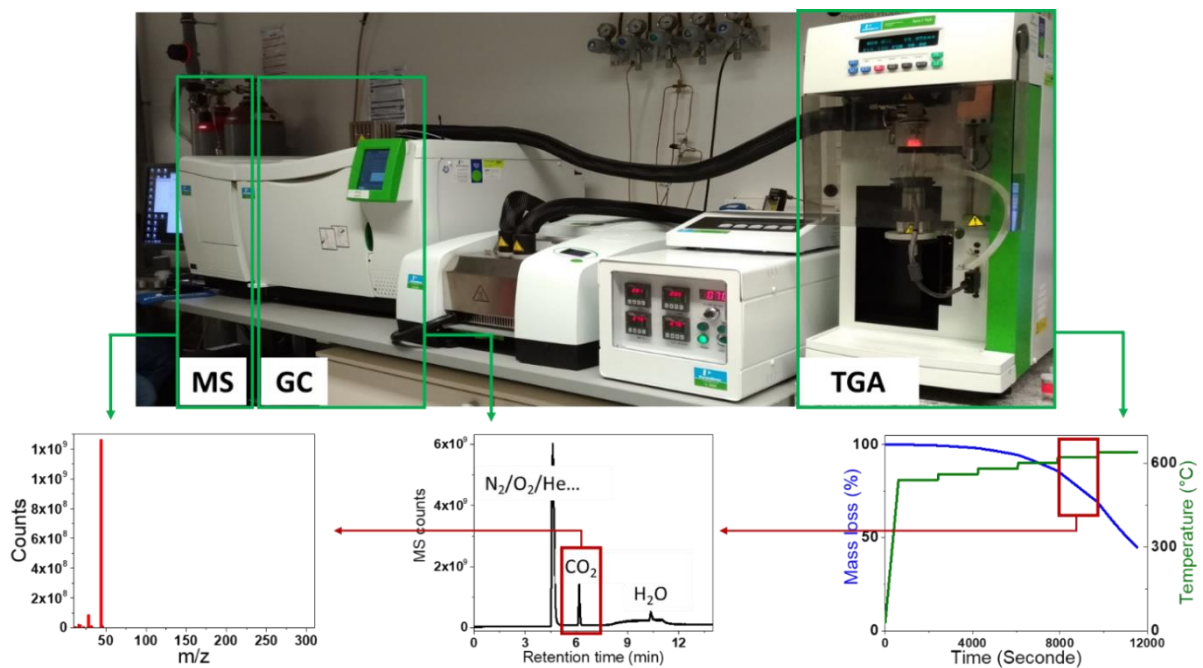 MS
GC
TGA
Counts
1x10⁹
1x10⁹
8x10⁸
6x10⁸
4x10⁸
2x10⁸
0
50
100
150
200
250
300
m/z
MS counts
6x10⁹
4x10⁹
2x10⁹
0
N₂/O₂/He...
CO₂
H₂O
0
3
6
9
12
Retention time (min)
Mass loss (%)
100
50
0
600
300
0
Temperature (°C)
0
4000
8000
12000
Time (Seconde)